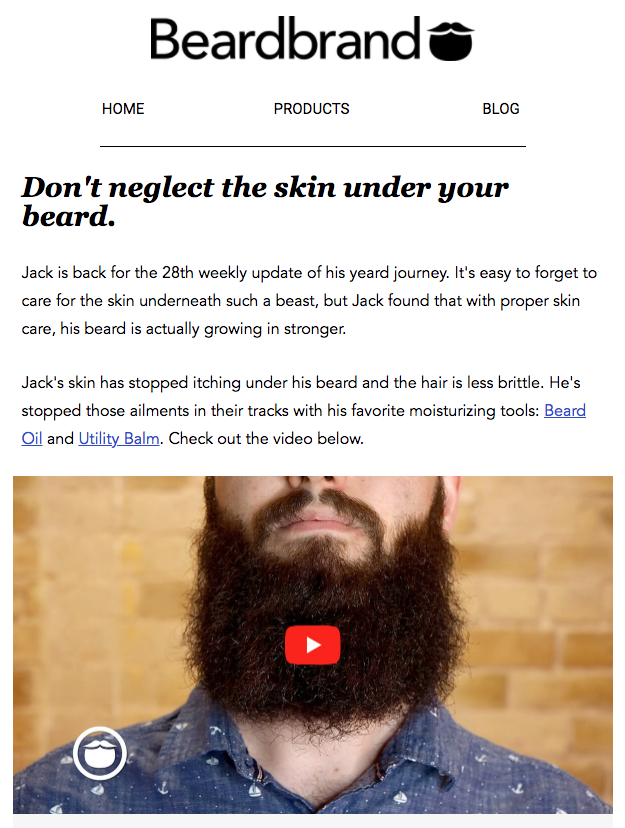 Beardbrand
HOME PRODUCTS BLOG
Don't neglect the skin under your
beard.
Jack is back for the 28th weekly update of his yeard journey. It's easy to forget to
care for the skin underneath such a beast, but Jack found that with proper skin
care, his beard is actually growing in stronger.
Jack's skin has stopped itching under his beard and the hair is less brittle. He's
stopped those ailments in their tracks with his favorite moisturizing tools: Beard
Oil and Utility Balm. Check out the video below.